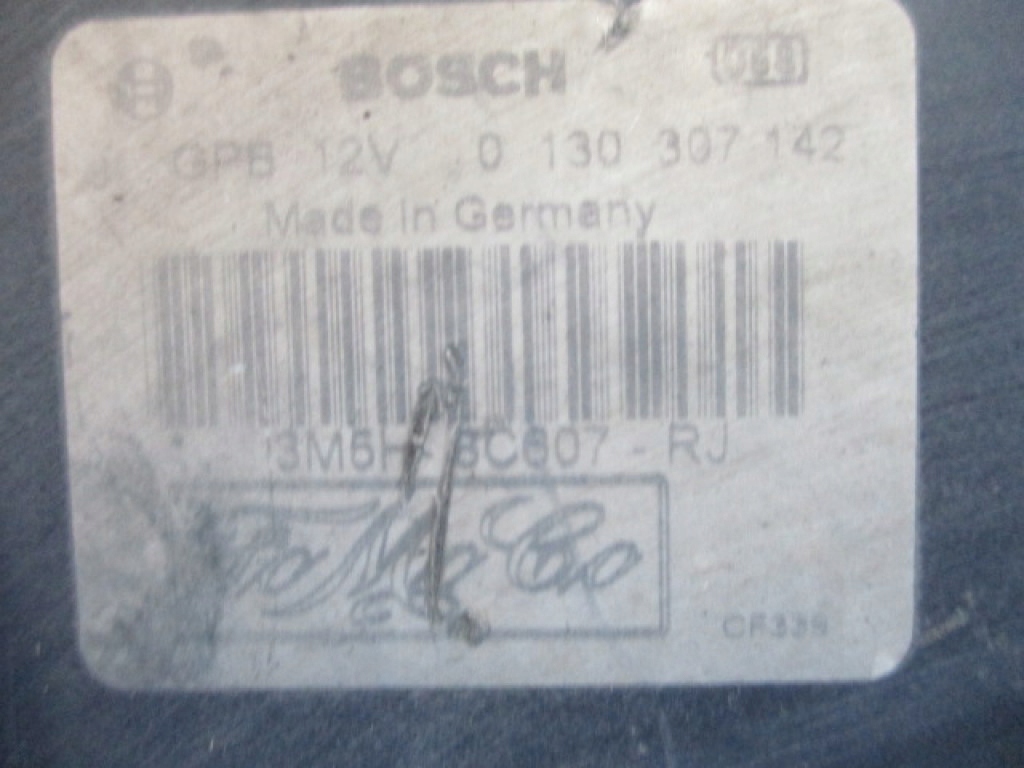 BOSCH
GPB 12V 0 130 307 142
Made in Germany
3M5H-8C607-RJ
FoMoCo
CF339